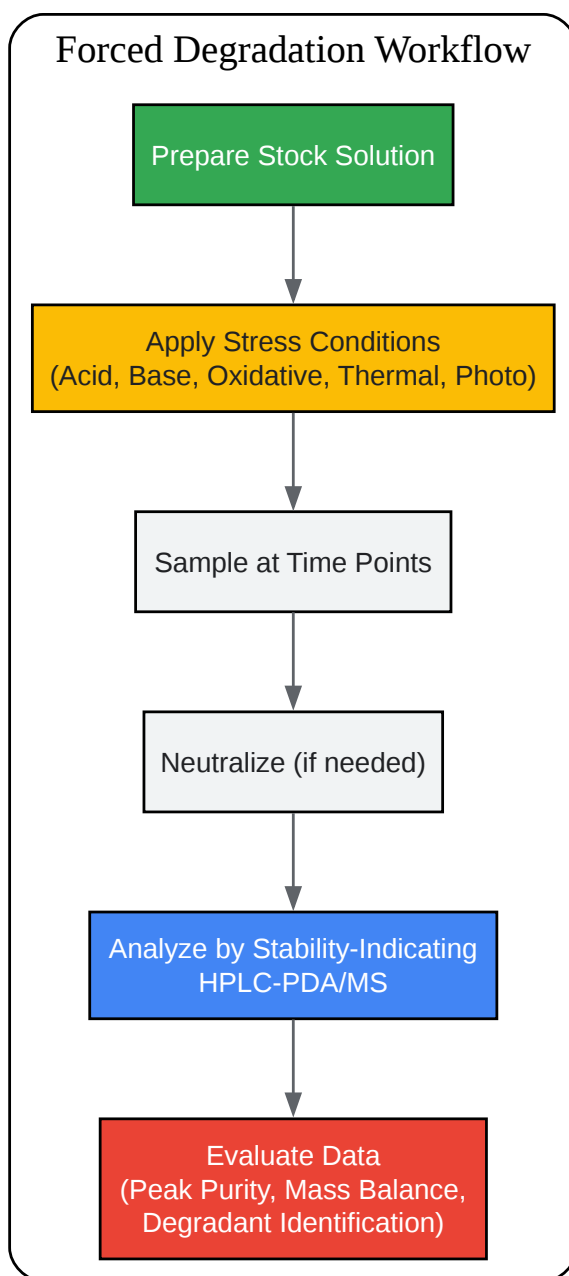 Forced Degradation Workflow
Prepare Stock Solution
Apply Stress Conditions
(Acid, Base, Oxidative, Thermal, Photo)
Sample at Time Points
Neutralize (if needed)
Analyze by Stability-Indicating
HPLC-PDA/MS
Evaluate Data
(Peak Purity, Mass Balance,
Degradant Identification)